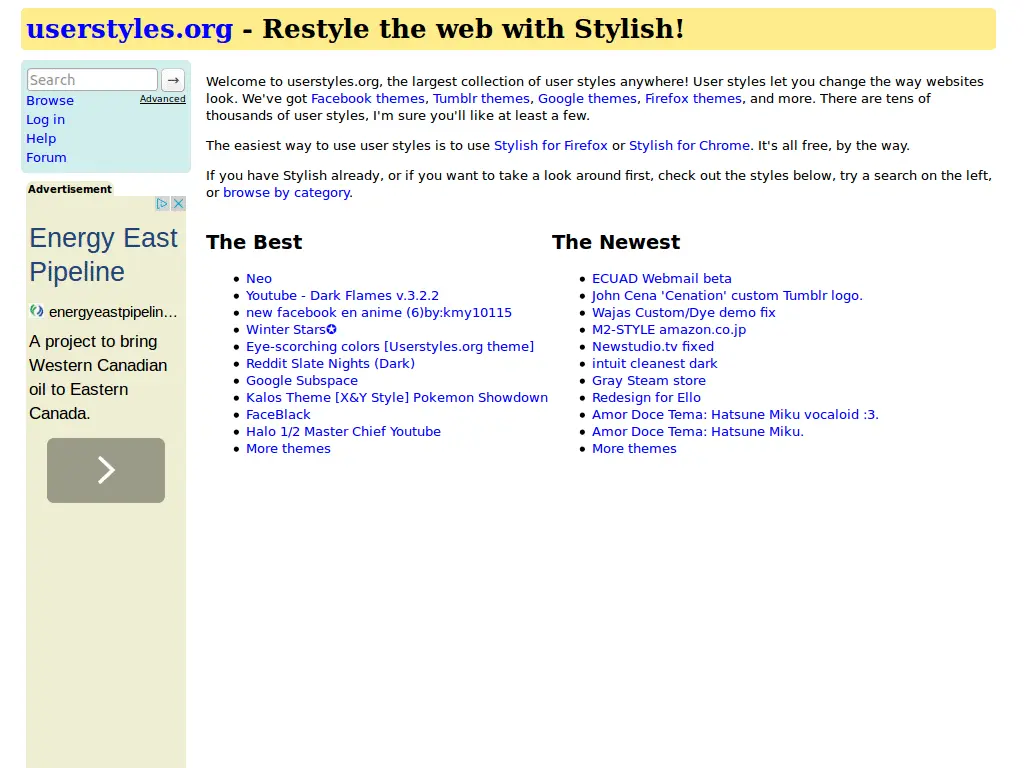 userstyles.org - Restyle the web with Stylish!
Search →
Browse Advanced
Log in
Help
Forum
Advertisement
Energy East
Pipeline
energyeastpipelin...
A project to bring
Western Canadian
oil to Eastern
Canada.
Welcome to userstyles.org, the largest collection of user styles anywhere! User styles let you change the way websites
look. We've got Facebook themes, Tumblr themes, Google themes, Firefox themes, and more. There are tens of
thousands of user styles, I'm sure you'll like at least a few.
The easiest way to use user styles is to use Stylish for Firefox or Stylish for Chrome. It's all free, by the way.
If you have Stylish already, or if you want to take a look around first, check out the styles below, try a search on the left,
or browse by category.
The Best
• Neo
• Youtube - Dark Flames v.3.2.2
• new facebook en anime (6)by:kmy10115
• Winter Stars✪
• Eye-scorching colors [Userstyles.org theme]
• Reddit Slate Nights (Dark)
• Google Subspace
• Kalos Theme [X&Y Style] Pokemon Showdown
• FaceBlack
• Halo 1/2 Master Chief Youtube
• More themes
The Newest
• ECUAD Webmail beta
• John Cena 'Cenation' custom Tumblr logo.
• Wajas Custom/Dye demo fix
• M2-STYLE amazon.co.jp
• Newstudio.tv fixed
• intuit cleanest dark
• Gray Steam store
• Redesign for Ello
• Amor Doce Tema: Hatsune Miku vocaloid :3.
• Amor Doce Tema: Hatsune Miku.
• More themes